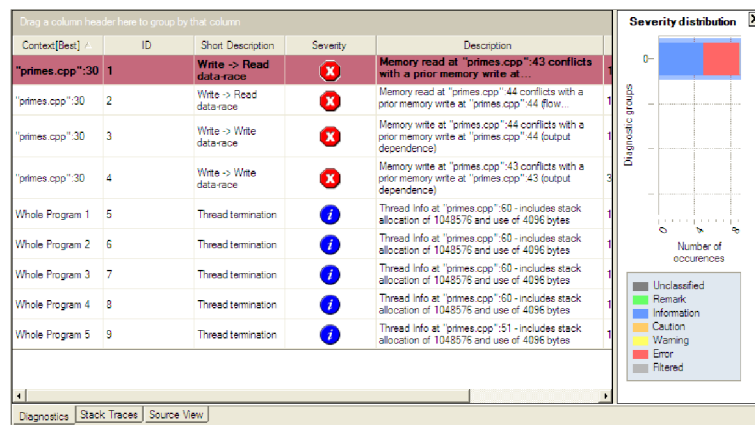 Drag a column header here to group by that column
Context[Best] ID Short Description Severity Description
"primes.cpp":30 1 Write -> Read data-race Memory read at "primes.cpp":43 conflicts with a prior memory write at... 1
"primes.cpp":30 2 Write -> Read data-race Memory read at "primes.cpp":44 conflicts with a prior memory write at "primes.cpp":44 (flow... 1
"primes.cpp":30 3 Write -> Write data-race Memory write at "primes.cpp":44 conflicts with a prior memory write at "primes.cpp":44 (output dependence) 1
"primes.cpp":30 4 Write -> Write data-race Memory write at "primes.cpp":43 conflicts with a prior memory write at "primes.cpp":43 (output dependence) 3
Whole Program 1 5 Thread termination i Thread Info at "primes.cpp":60 - includes stack allocation of 1048576 and use of 4096 bytes 1
Whole Program 2 6 Thread termination i Thread Info at "primes.cpp":60 - includes stack allocation of 1048576 and use of 4096 bytes 1
Whole Program 3 7 Thread termination i Thread Info at "primes.cpp":60 - includes stack allocation of 1048576 and use of 4096 bytes 1
Whole Program 4 8 Thread termination i Thread Info at "primes.cpp":60 - includes stack allocation of 1048576 and use of 4096 bytes 1
Whole Program 5 9 Thread termination i Thread Info at "primes.cpp":51 - includes stack allocation of 1048576 and use of 4096 bytes 1
Diagnostics Stack Traces Source View
Severity distribution
Diagnostic groups
0
0 4 8
Number of
occurences
Unclassified
Remark
Information
Caution
Warning
Error
Filtered